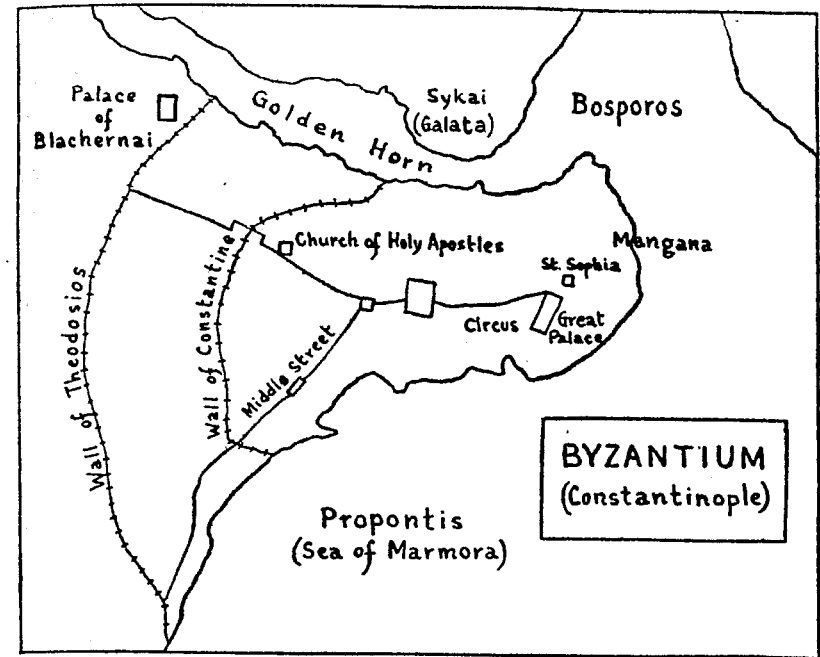 Palace
of
Blachernai
Golden Horn
Sykai
(Galata)
Bosporos
Church of Holy Apostles
Mangana
St. Sophia
Circus
Great
Palace
Wall of Theodosios
Wall of Constantine
Middle Street
BYZANTIUM
(Constantinople)
Propontis
(Sea of Marmora)